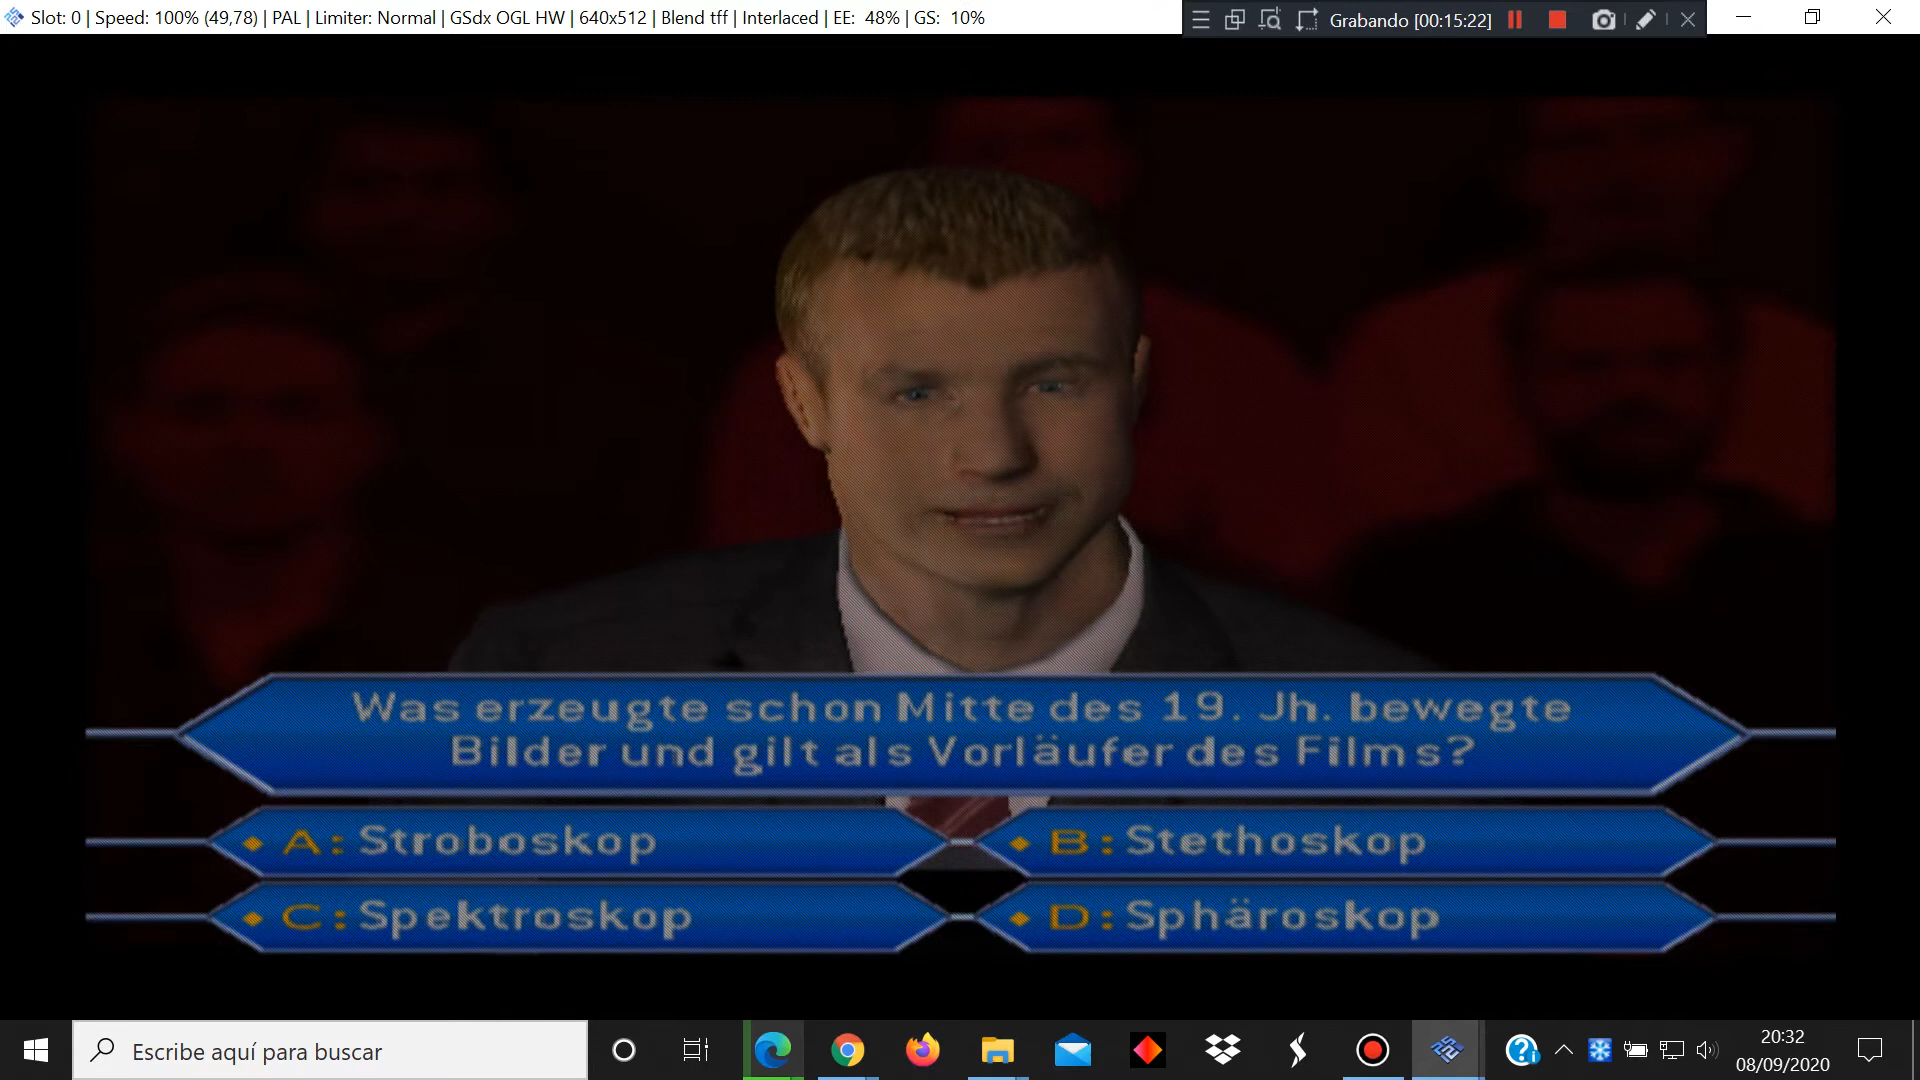 Slot: 0 | Speed: 100% (49,78) | PAL | Limiter: Normal | GSdx OGL HW | 640x512 | Blend tff | Interlaced | EE: 48% | GS: 10%
Grabando [00:15:22]
Was erzeugte schon Mitte des 19. Jh. bewegte
Bilder und gilt als Vorläufer des Films?
A: Stroboskop
B: Stethoskop
C: Spektroskop
D: Sphäroskop
Escribe aquí para buscar
20:32
08/09/2020